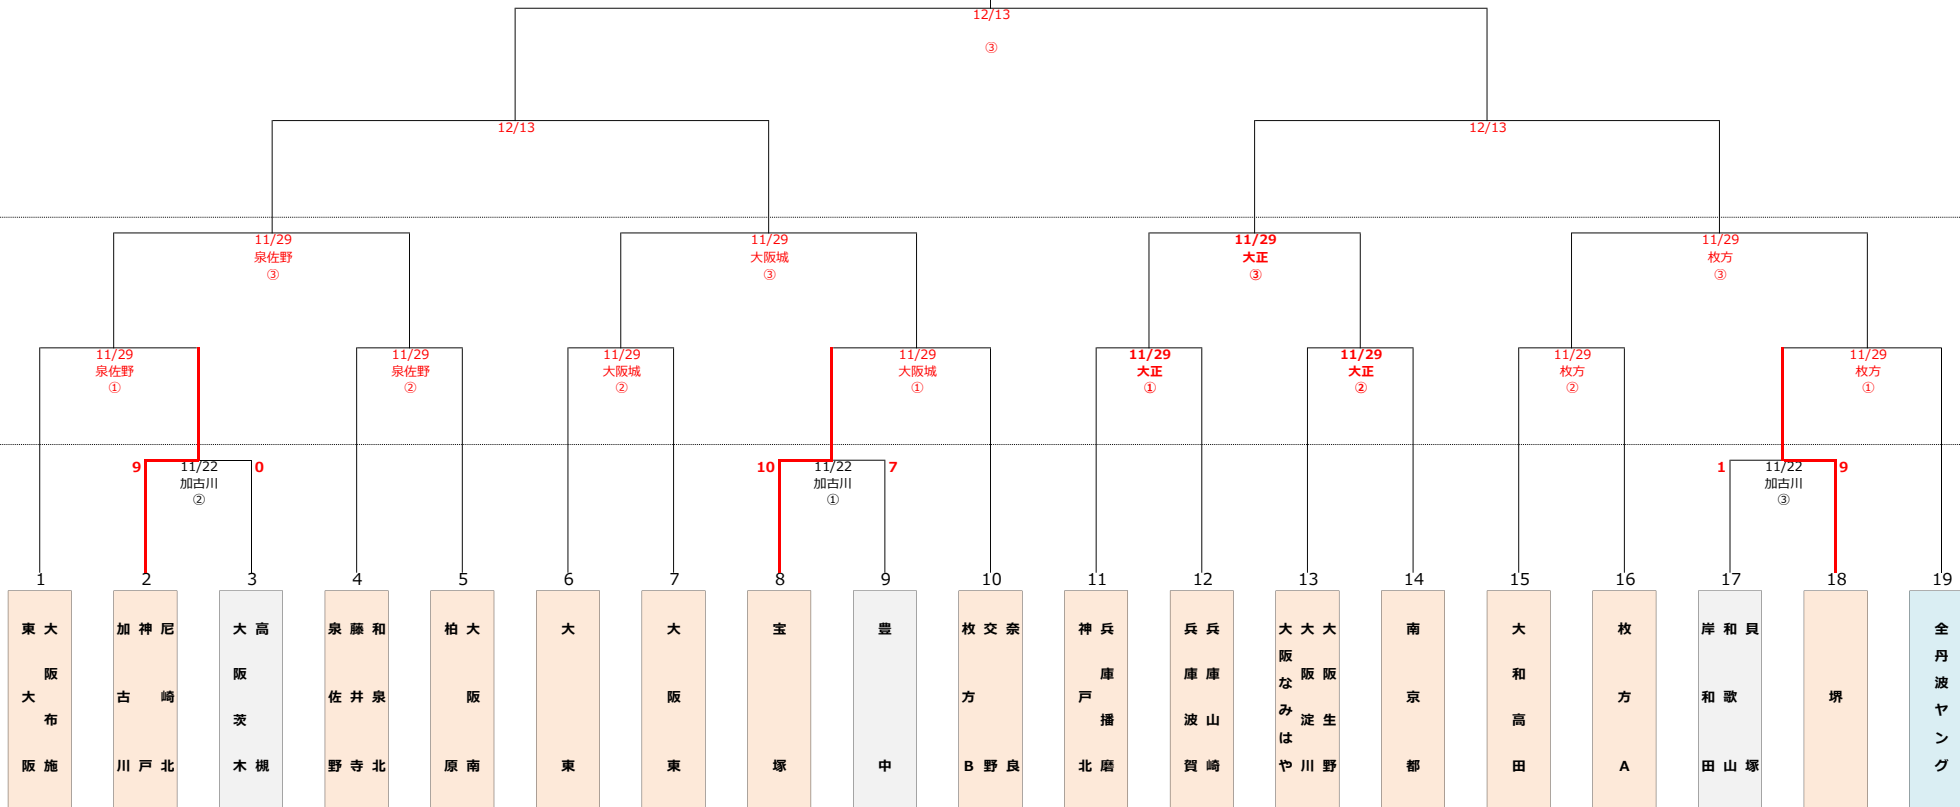 12/13
③
12/13
12/13
11/29
泉佐野
③
11/29
大阪城
③
11/29
大正
③
11/29
枚方
③
11/29
泉佐野
①
11/29
泉佐野
②
11/29
大阪城
②
11/29
大阪城
①
11/29
大正
①
11/29
大正
②
11/29
枚方
②
11/29
枚方
①
9
11/22
加古川
②
0
10
11/22
加古川
①
7
1
11/22
加古川
③
9
1
2
3
4
5
6
7
8
9
10
11
12
13
14
15
16
17
18
19
大阪布施
東大阪
尼崎北
神戸
加古川
高槻
大阪茨木
和泉北
藤井寺
泉佐野
大阪南
柏原
大東
大阪東
宝塚
豊中
奈良
交野
枚方B
兵庫播磨
神戸北
兵庫山崎
兵庫波賀
大阪生野
大阪淀川
大阪なみはや
南京都
大和高田
枚方A
貝塚
和歌山
岸和田
堺
全丹波ヤング